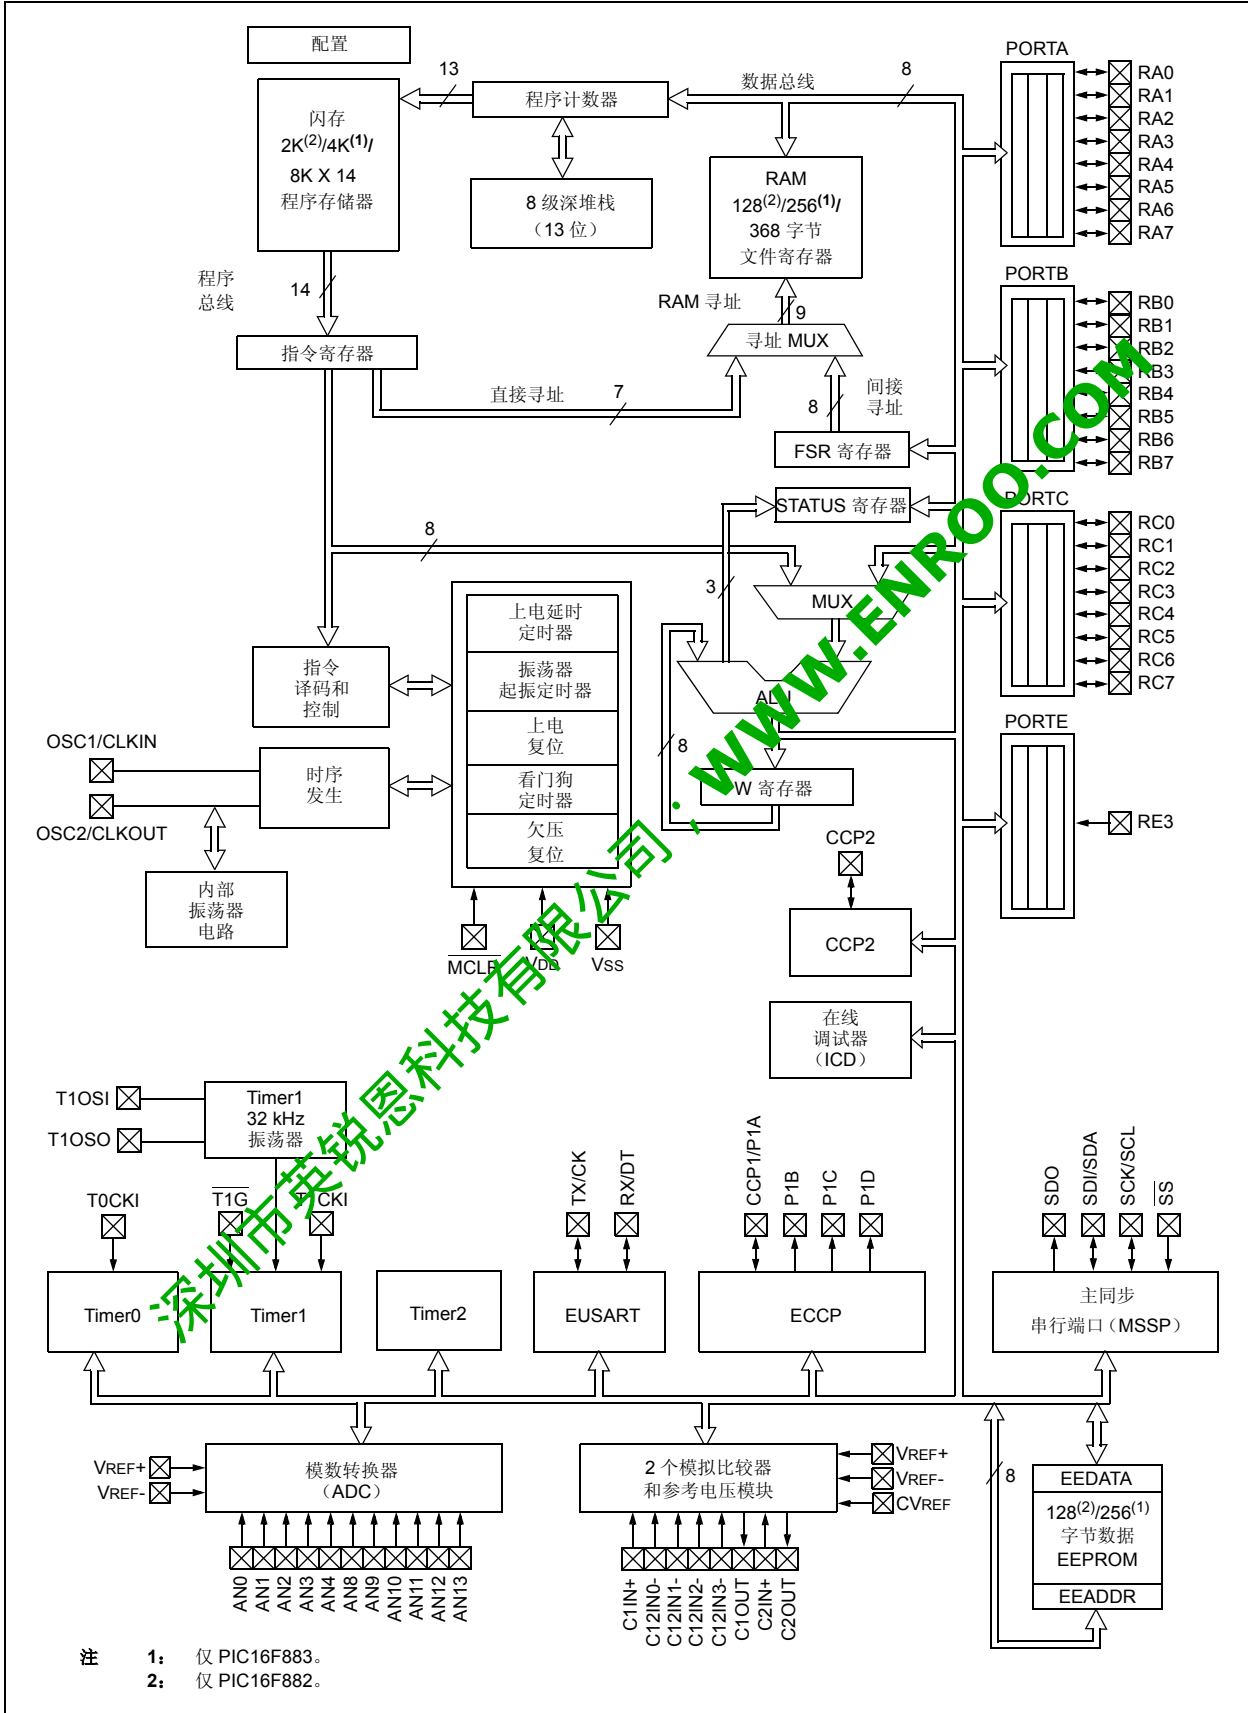 配置
13
数据总线
8
程序计数器
闪存
2K(2)/4K(1)/
8K X 14
程序存储器
8 级深堆栈
（13 位）
RAM
128(2)/256(1)/
368 字节
文件寄存器
程序
总线
14
RAM 寻址
9
指令寄存器
寻址 MUX
直接寻址
7
8
间接
寻址
FSR 寄存器
STATUS 寄存器
8
3
MUX
ALU
8
W 寄存器
上电延时
定时器
振荡器
起振定时器
上电
复位
看门狗
定时器
欠压
复位
指令
译码和
控制
OSC1/CLKIN
时序
发生
OSC2/CLKOUT
内部
振荡器
电路
MCLR
VDD
VSS
CCP2
CCP2
在线
调试器
（ICD）
PORTA
RA0
RA1
RA2
RA3
RA4
RA5
RA6
RA7
PORTB
RB0
RB1
RB2
RB3
RB4
RB5
RB6
RB7
PORTC
RC0
RC1
RC2
RC3
RC4
RC5
RC6
RC7
PORTE
RE3
T1OSI
T1OSO
Timer1
32 kHz
振荡器
T0CKI
T1G
T1CKI
TX/CK
RX/DT
CCP1/P1A
P1B
P1C
P1D
SDO
SDI/SDA
SCK/SCL
SS
Timer0
Timer1
Timer2
EUSART
ECCP
主同步
串行端口（MSSP）
VREF+
VREF-
模数转换器
（ADC）
2 个模拟比较器
和参考电压模块
VREF+
VREF-
CVREF
8
EEDATA
128(2)/256(1)
字节数据
EEPROM
EEADDR
AN0
AN1
AN2
AN3
AN4
AN8
AN9
AN10
AN11
AN12
AN13
C1IN+
C12IN0-
C12IN1-
C12IN2-
C12IN3-
C1OUT
C2IN+
C2OUT
注 1： 仅 PIC16F883。
2： 仅 PIC16F882。
深圳市英锐恩科技有限公司：WWW.ENROO.COM